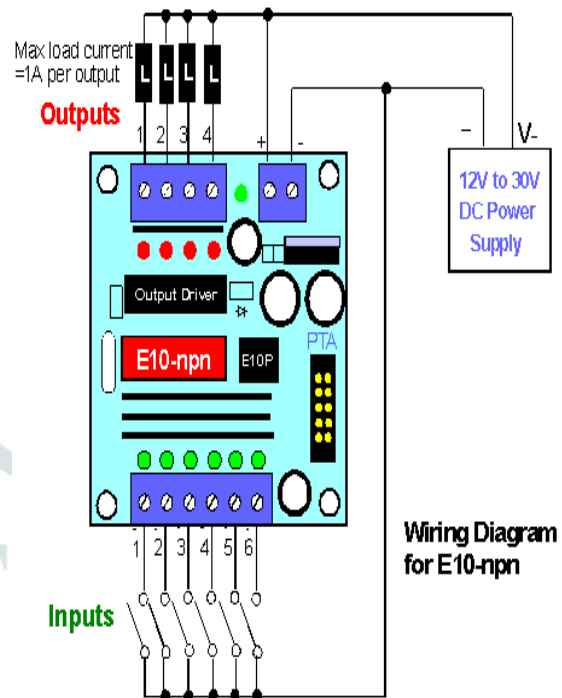 Max load current
=1A per output
L L L L
Outputs
1 2 3 4
+ -
– V-
12V to 30V
DC Power
Supply
Output Driver
PTA
E10-npn
E10P
1 2 3 4 5 6
Inputs
Wiring Diagram
for E10-npn